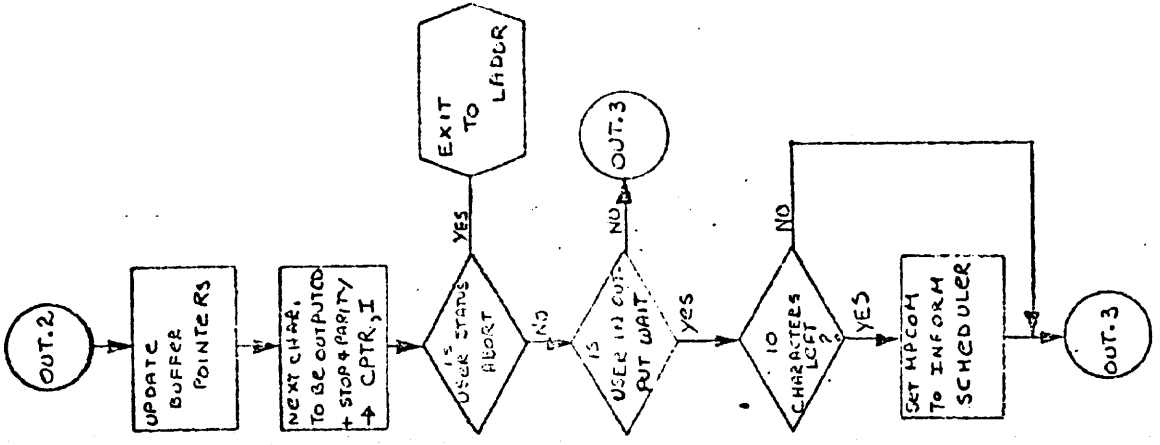 OUT.2
UPDATE
BUFFER
POINTERS
NEXT CHAR.
TO BE OUTPUTED
+ STOP & PARITY
→ CPTR,I
IS
USER STATUS
ABORT
YES
EXIT
TO
LADDR
NO
IS
USER IN OUT-
PUT WAIT
NO
OUT.3
YES
10
CHARACTERS
LEFT
?
NO
YES
SET MPCOM
TO INFORM
SCHEDULER
OUT.3